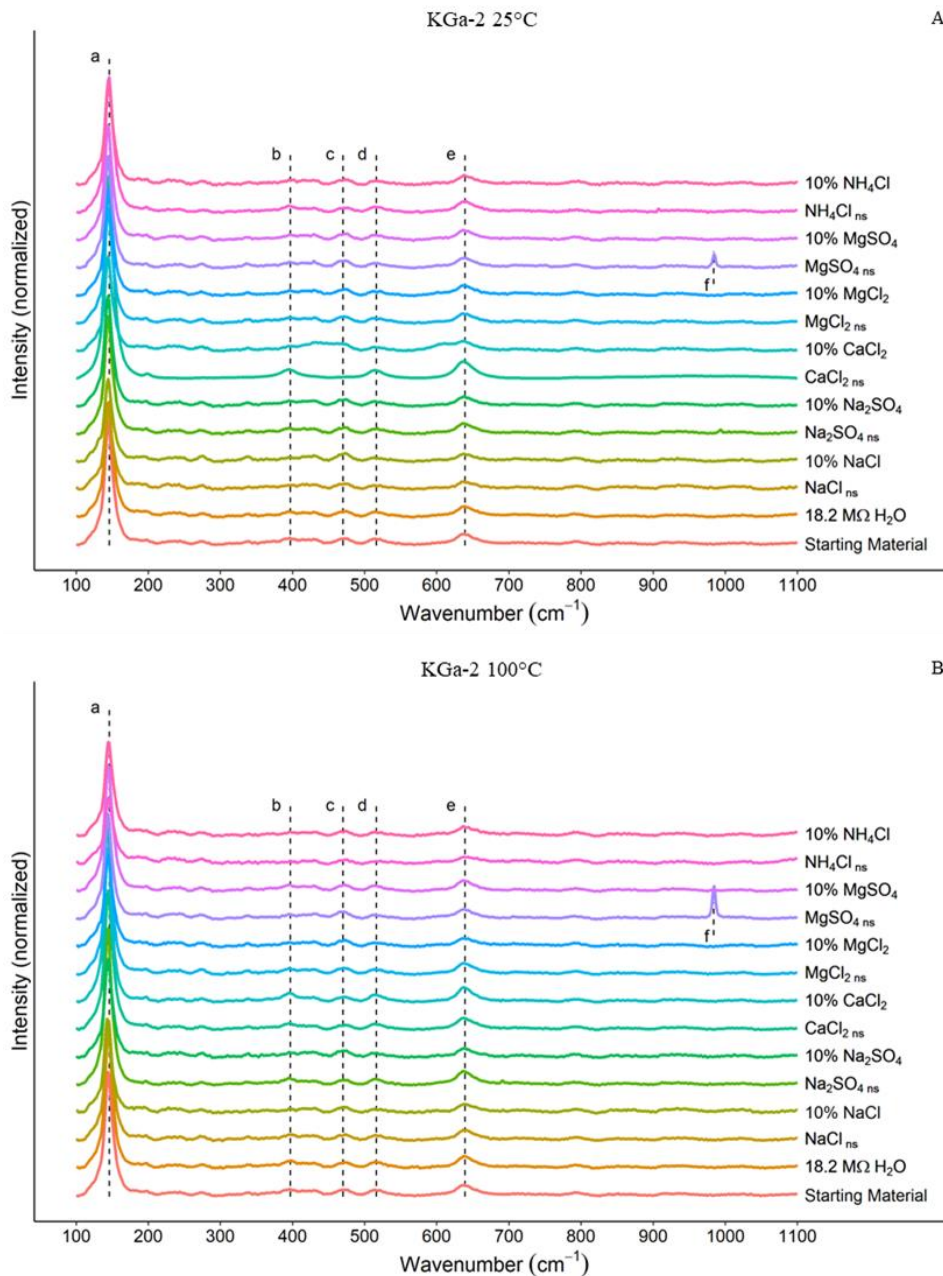 KGa-2 25°C
A
a
b c d e
10% NH₄Cl
NH₄Cl ns
10% MgSO₄
MgSO₄ ns
f
10% MgCl₂
MgCl₂ ns
10% CaCl₂
CaCl₂ ns
10% Na₂SO₄
Na₂SO₄ ns
10% NaCl
NaCl ns
18.2 MΩ H₂O
Starting Material
Intensity (normalized)
100 200 300 400 500 600 700 800 900 1000 1100
Wavenumber (cm⁻¹)
KGa-2 100°C
B
a
b c d e
10% NH₄Cl
NH₄Cl ns
10% MgSO₄
MgSO₄ ns
f
10% MgCl₂
MgCl₂ ns
10% CaCl₂
CaCl₂ ns
10% Na₂SO₄
Na₂SO₄ ns
10% NaCl
NaCl ns
18.2 MΩ H₂O
Starting Material
Intensity (normalized)
100 200 300 400 500 600 700 800 900 1000 1100
Wavenumber (cm⁻¹)